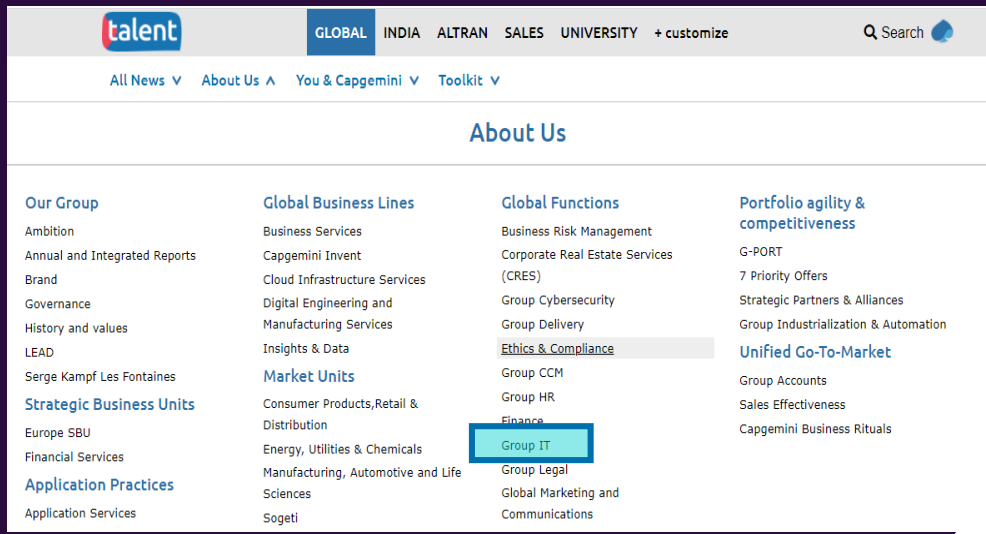 talent
GLOBAL INDIA ALTRAN SALES UNIVERSITY + customize
Search
All News About Us You & Capgemini Toolkit
About Us
Our Group
Ambition
Annual and Integrated Reports
Brand
Governance
History and values
LEAD
Serge Kampf Les Fontaines
Strategic Business Units
Europe SBU
Financial Services
Application Practices
Application Services
Global Business Lines
Business Services
Capgemini Invent
Cloud Infrastructure Services
Digital Engineering and
Manufacturing Services
Insights & Data
Market Units
Consumer Products,Retail &
Distribution
Energy, Utilities & Chemicals
Manufacturing, Automotive and Life
Sciences
Sogeti
Global Functions
Business Risk Management
Corporate Real Estate Services
(CRES)
Group Cybersecurity
Group Delivery
Ethics & Compliance
Group CCM
Group HR
Finance
Group IT
Group Legal
Global Marketing and
Communications
Portfolio agility &
competitiveness
G-PORT
7 Priority Offers
Strategic Partners & Alliances
Group Industrialization & Automation
Unified Go-To-Market
Group Accounts
Sales Effectiveness
Capgemini Business Rituals